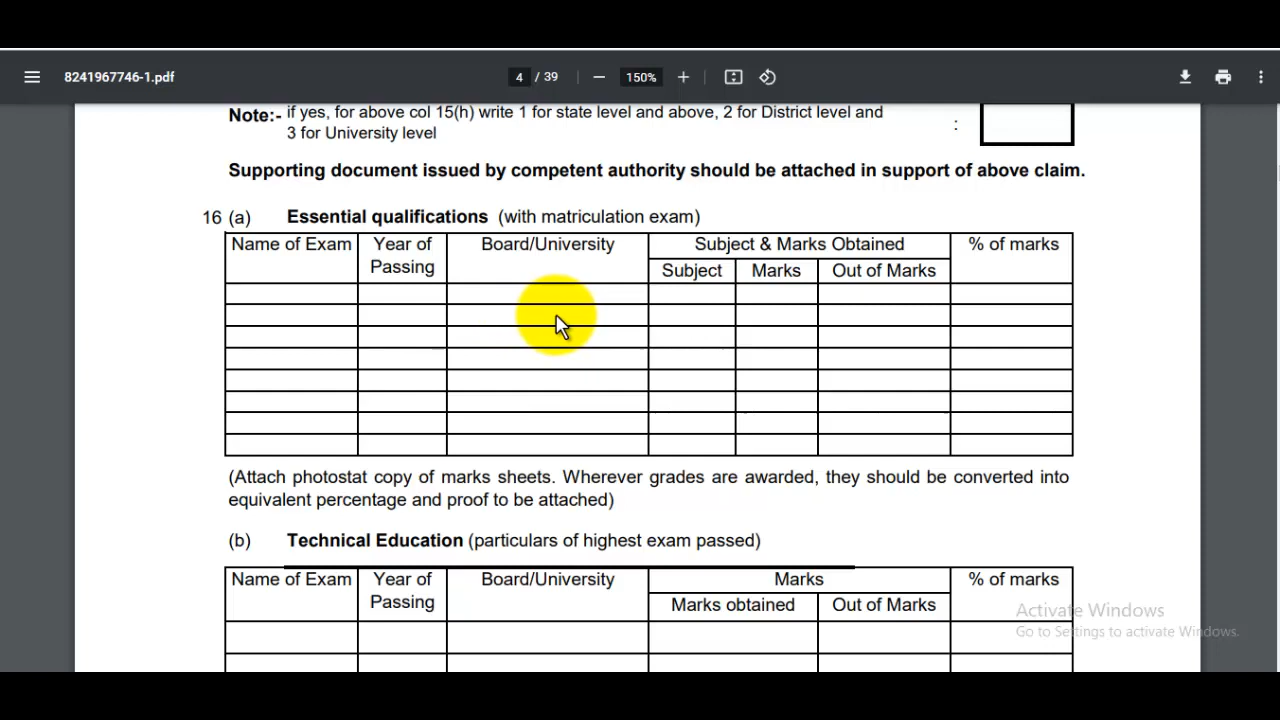 8241967746-1.pdf
4 / 39
150%
Note:- if yes, for above col 15(h) write 1 for state level and above, 2 for District level and
3 for University level :
Supporting document issued by competent authority should be attached in support of above claim.
16 (a) Essential qualifications (with matriculation exam)
Name of Exam Year of Board/University Subject & Marks Obtained % of marks
Passing Subject Marks Out of Marks
(Attach photostat copy of marks sheets. Wherever grades are awarded, they should be converted into
equivalent percentage and proof to be attached)
(b) Technical Education (particulars of highest exam passed)
Name of Exam Year of Board/University Marks % of marks
Passing Marks obtained Out of Marks
Activate Windows
Go to Settings to activate Windows.